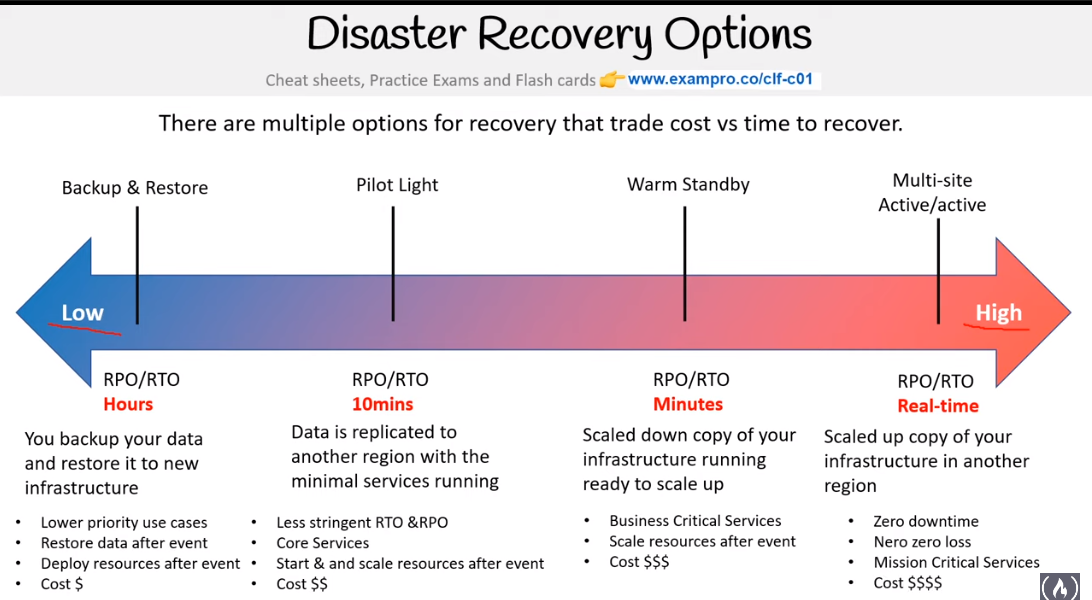 Disaster Recovery Options
Cheat sheets, Practice Exams and Flash cards 👉 www.exampro.co/clf-c01
There are multiple options for recovery that trade cost vs time to recover.
Backup & Restore
Pilot Light
Warm Standby
Multi-site
Active/active
Low
High
RPO/RTO
Hours
You backup your data
and restore it to new
infrastructure
• Lower priority use cases
• Restore data after event
• Deploy resources after event
• Cost $
RPO/RTO
10mins
Data is replicated to
another region with the
minimal services running
• Less stringent RTO &RPO
• Core Services
• Start & and scale resources after event
• Cost $$
RPO/RTO
Minutes
Scaled down copy of your
infrastructure running
ready to scale up
• Business Critical Services
• Scale resources after event
• Cost $$$
RPO/RTO
Real-time
Scaled up copy of your
infrastructure in another
region
• Zero downtime
• Nero zero loss
• Mission Critical Services
• Cost $$$$